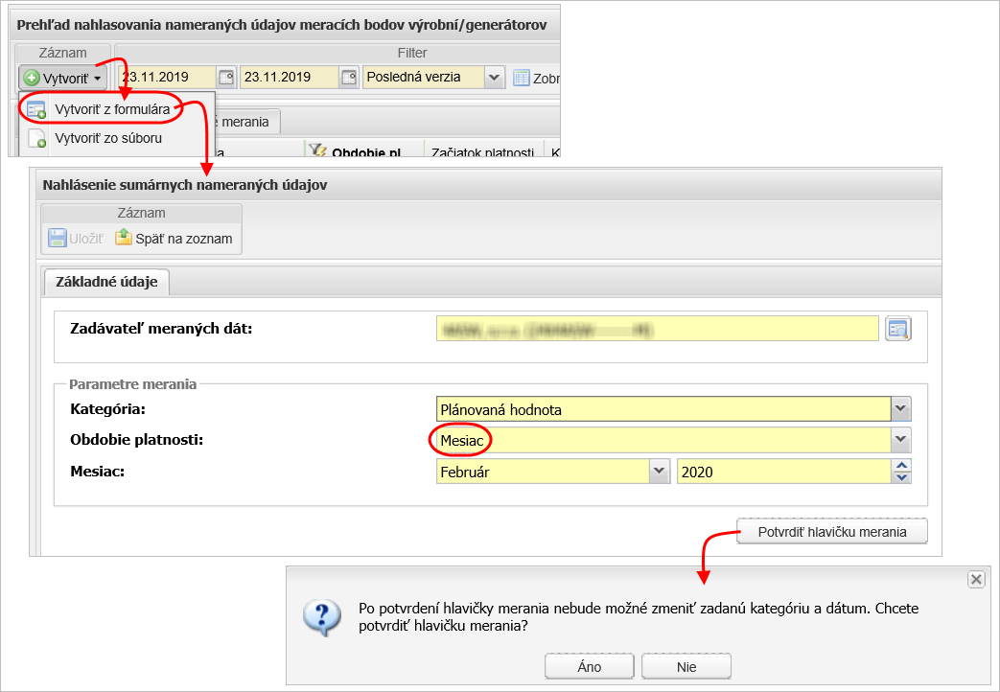 Prehľad nahlasovania nameraných údajov meracích bodov výrobní/generátorov
Záznam
Filter
Vytvoriť
23.11.2019
23.11.2019
Posledná verzia
Vytvoriť z formulára
merania
Vytvoriť zo súboru
Obdobie pl
Začiatok platnosti
Nahlásenie sumárnych nameraných údajov
Záznam
Uložiť
Späť na zoznam
Základné údaje
Zadávateľ meraných dát:
Parametre merania
Kategória:
Plánovaná hodnota
Obdobie platnosti:
Mesiac
Mesiac:
Február
2020
Potvrdiť hlavičku merania
Po potvrdení hlavičky merania nebude možné zmeniť zadanú kategóriu a dátum. Chcete
potvrdiť hlavičku merania?
Áno
Nie